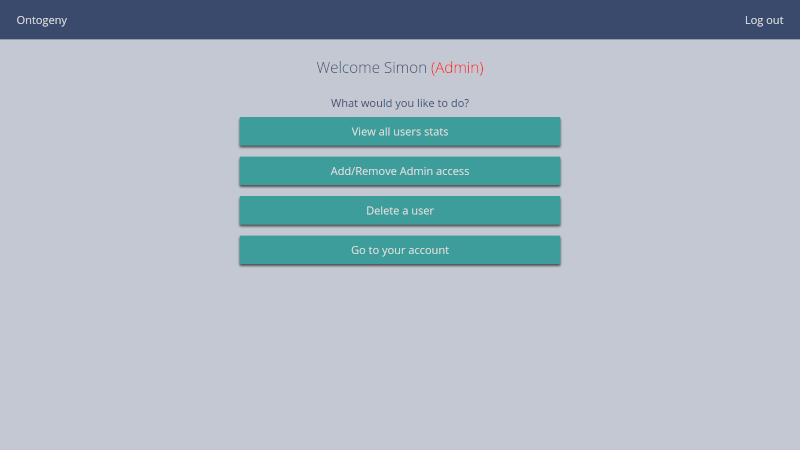 Ontogeny
Log out
Welcome Simon (Admin)
What would you like to do?
View all users stats
Add/Remove Admin access
Delete a user
Go to your account